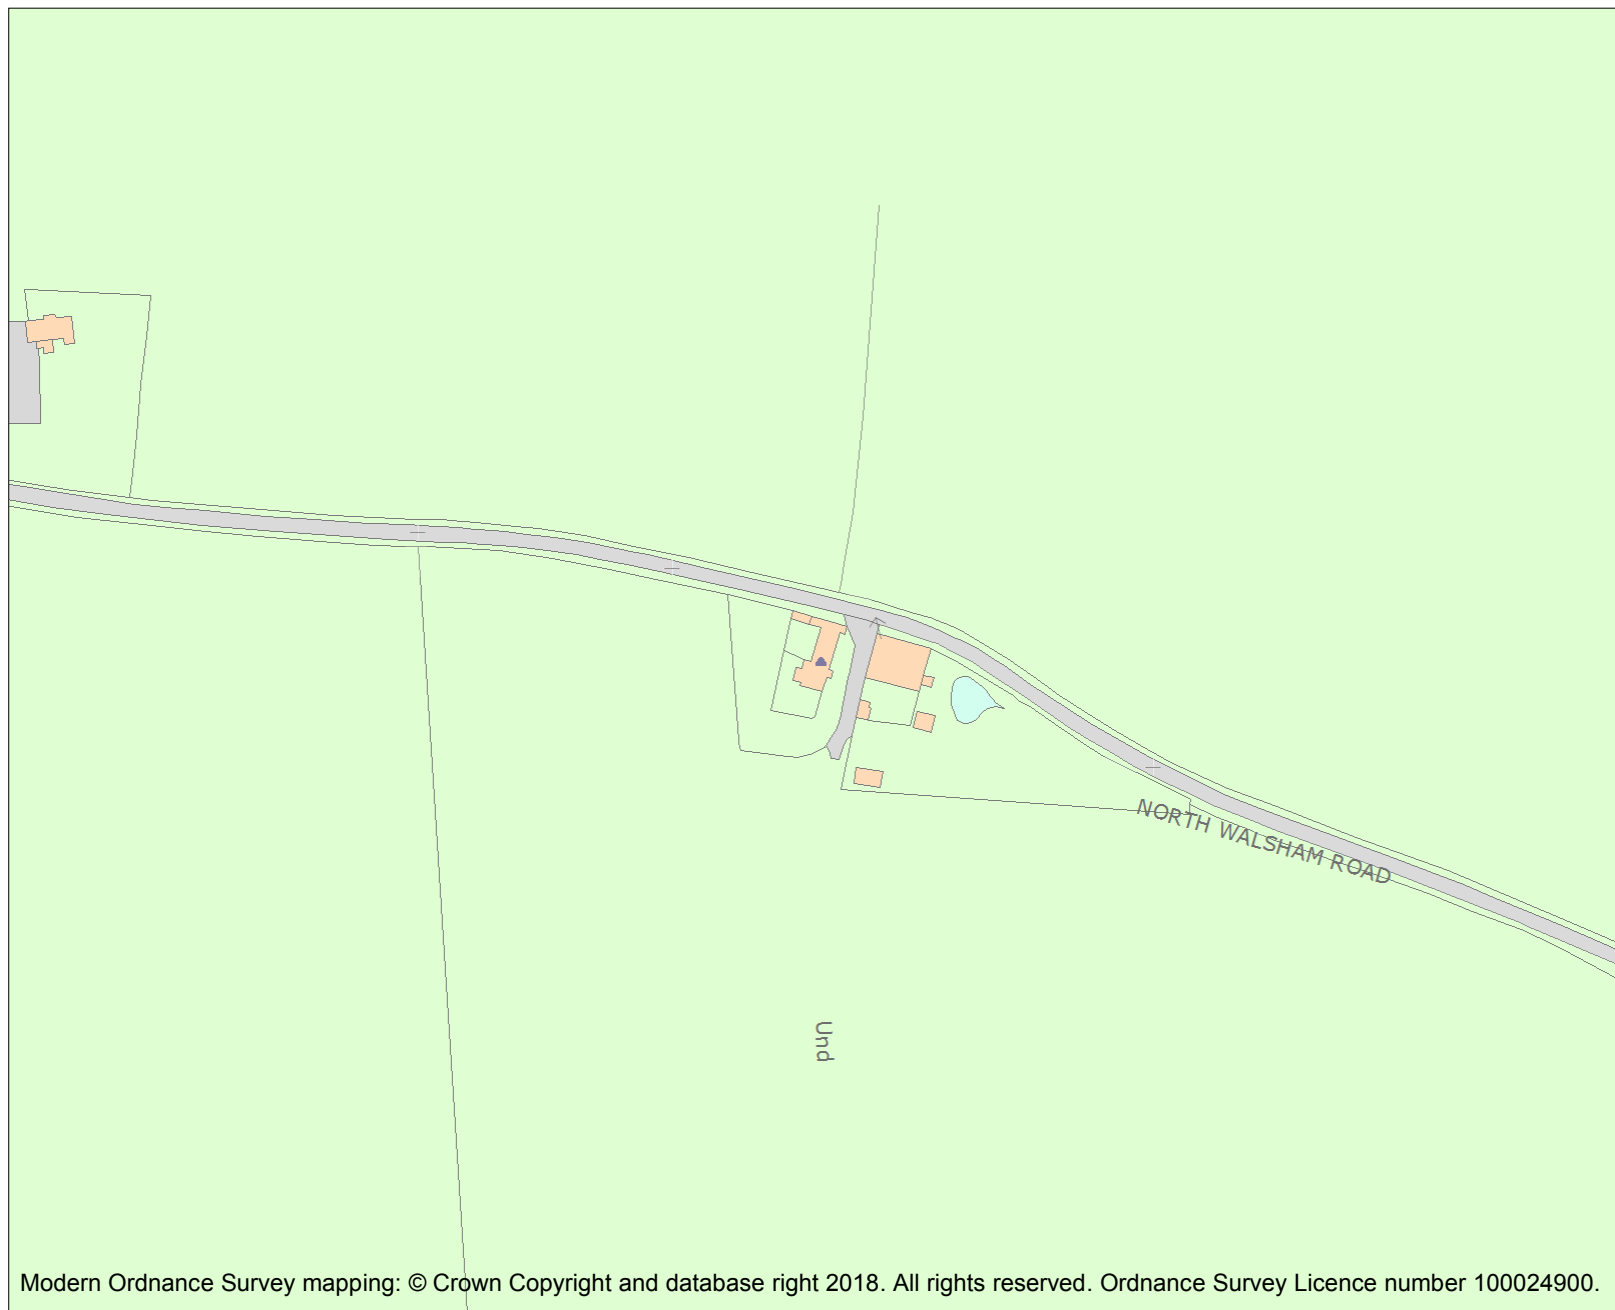 NORTH WALSHAM ROAD
Und
Modern Ordnance Survey mapping: © Crown Copyright and database right 2018. All rights reserved. Ordnance Survey Licence number 100024900.